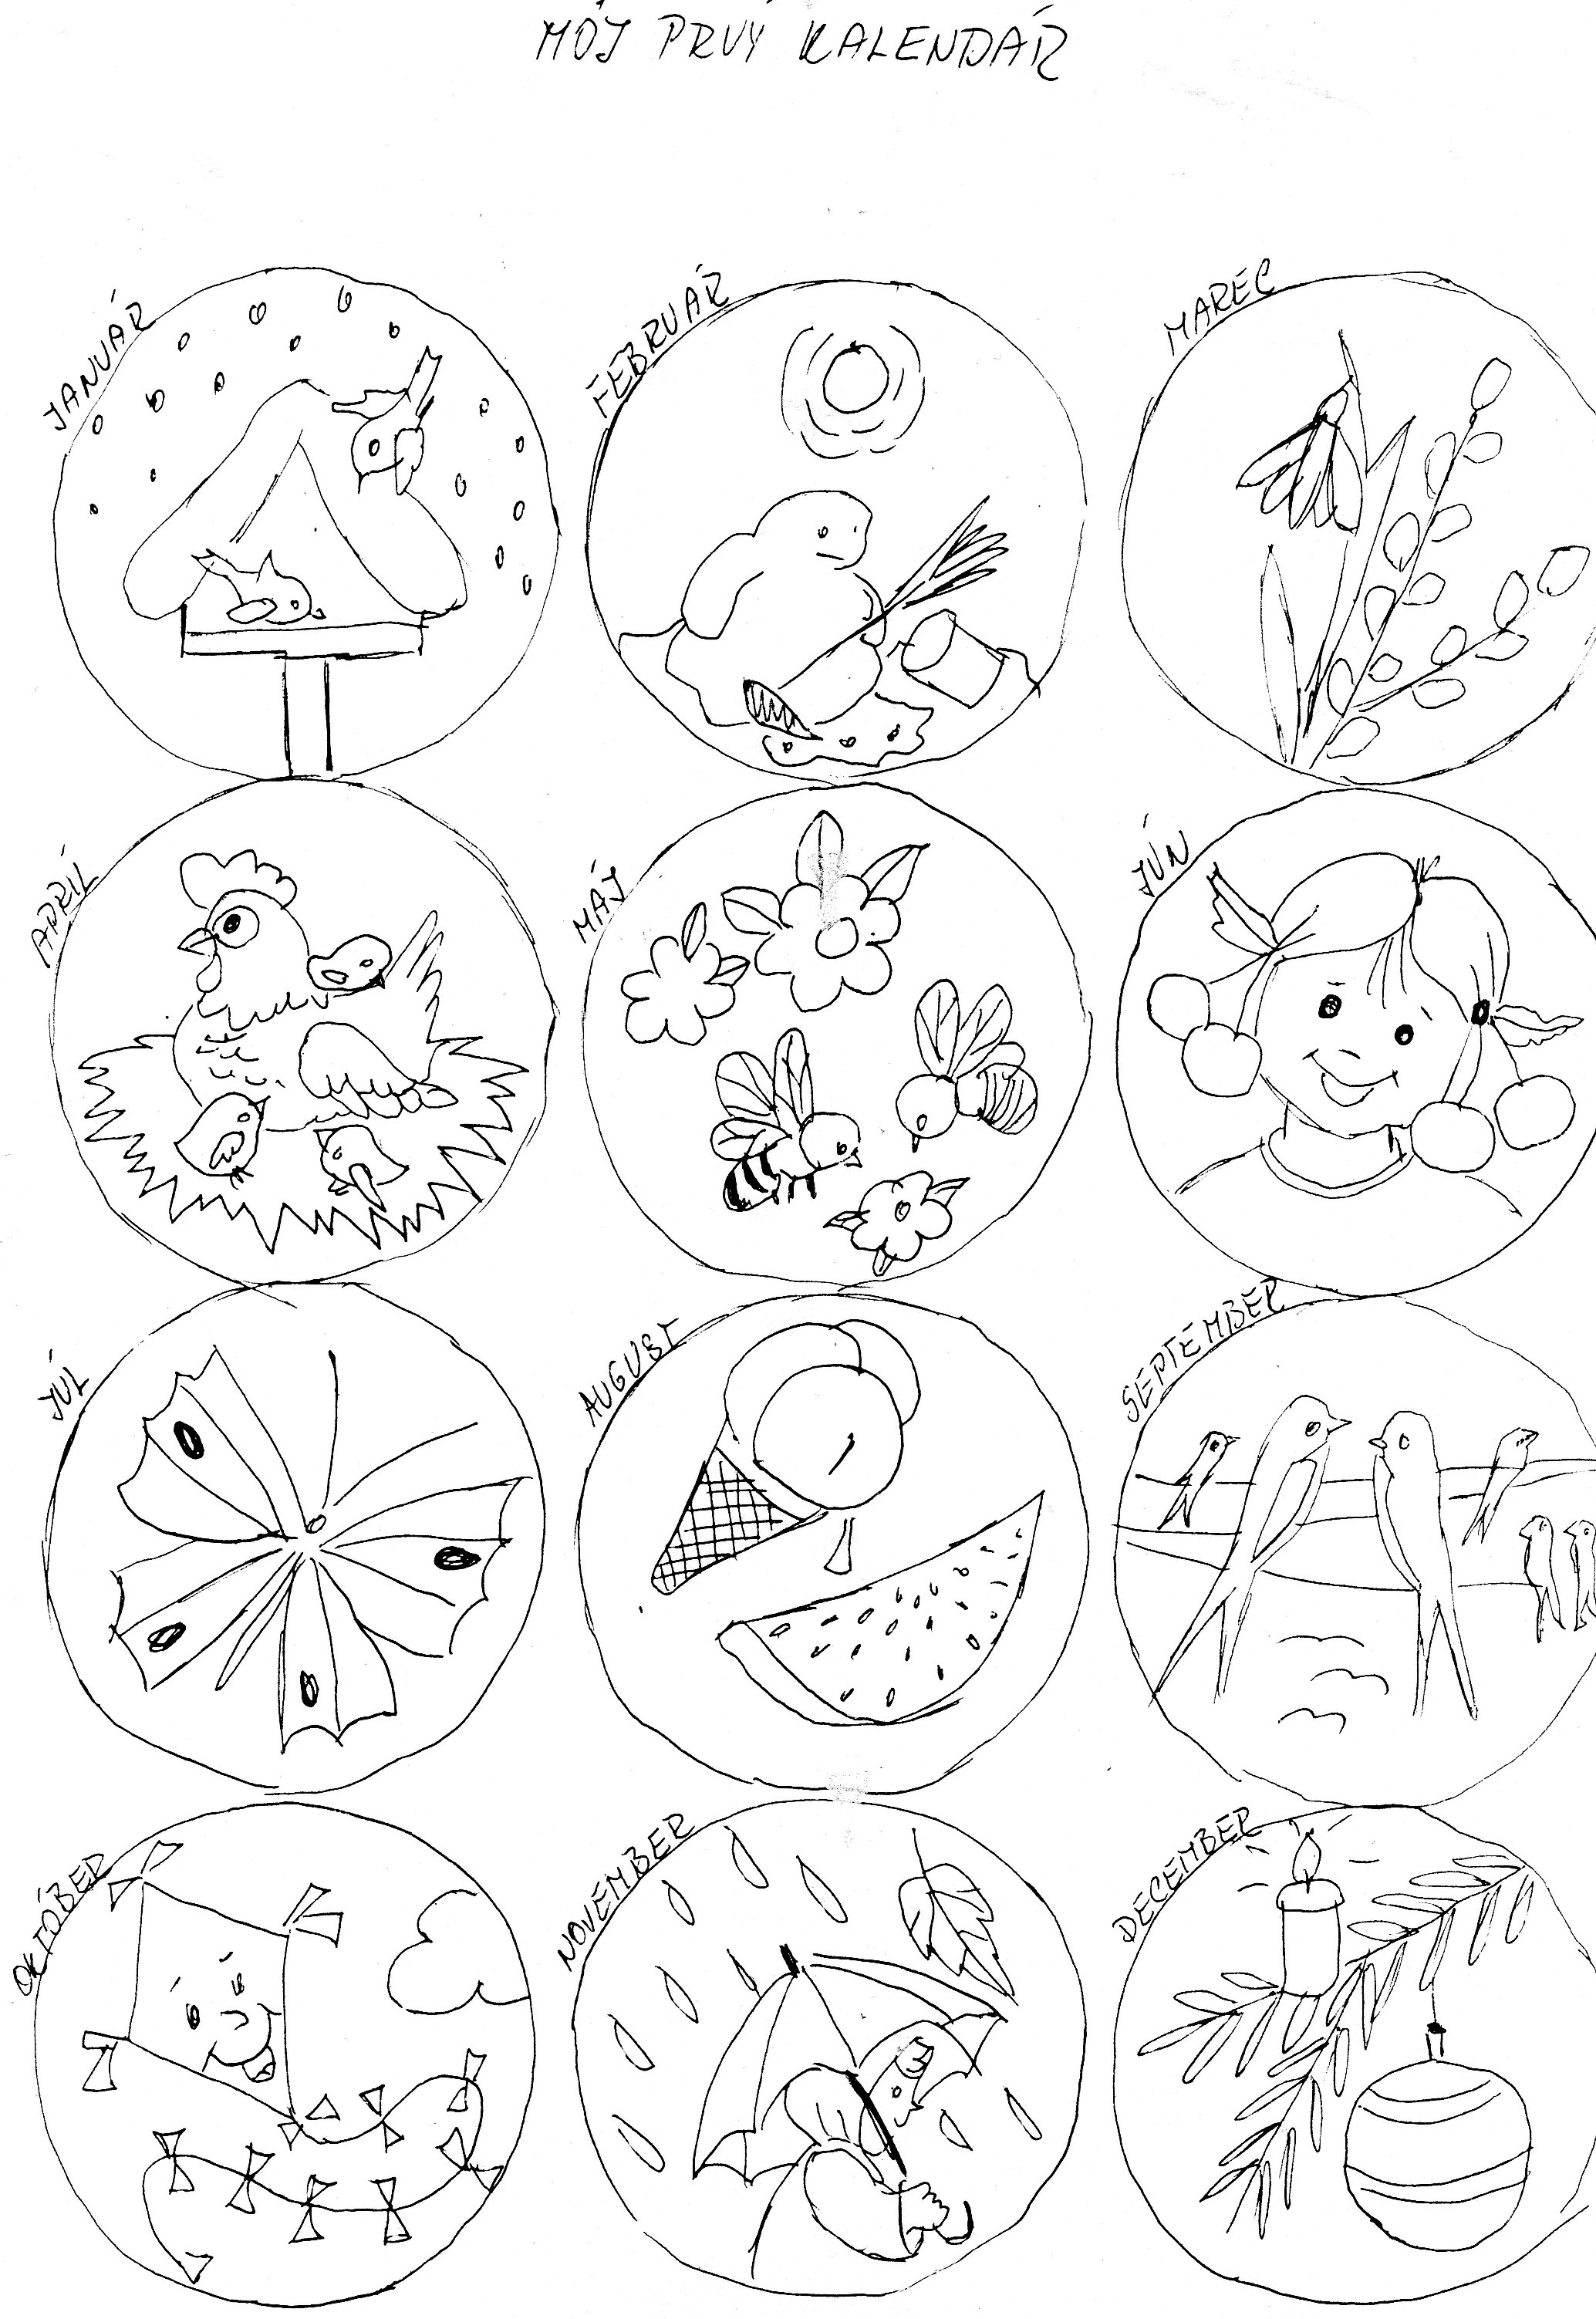 MÔJ PRVÝ KALENDÁR
JANUÁR
FEBRUÁR
MAREC
APRÍL
MÁJ
JÚN
JÚL
AUGUST
SEPTEMBER
OKTÓBER
NOVEMBER
DECEMBER